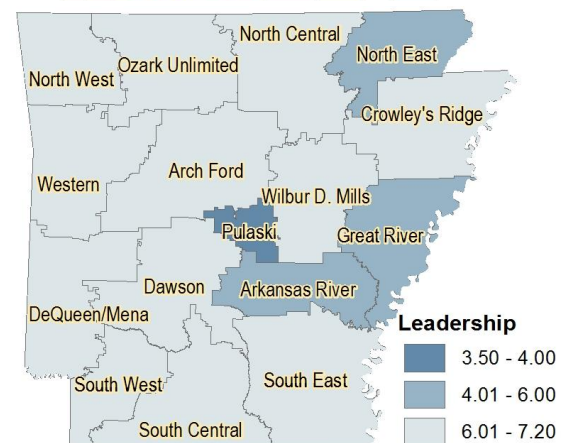 North Central
North East
Ozark Unlimited
North West
Crowley's Ridge
Arch Ford
Western
Wilbur D. Mills
Pulaski
Great River
Dawson
Arkansas River
DeQueen/Mena
South West
South East
South Central
Leadership
3.50 - 4.00
4.01 - 6.00
6.01 - 7.20